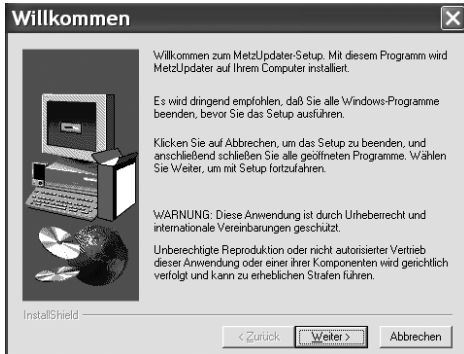 Willkommen
Willkommen zum MetzUpdater-Setup. Mit diesem Programm wird
MetzUpdater auf Ihrem Computer installiert.
Es wird dringend empfohlen, daß Sie alle Windows-Programme
beenden, bevor Sie das Setup ausführen.
Klicken Sie auf Abbrechen, um das Setup zu beenden, und
anschließend schließen Sie alle geöffneten Programme. Wählen
Sie Weiter, um mit Setup fortzufahren.
WARNUNG: Diese Anwendung ist durch Urheberrecht und
internationale Vereinbarungen geschützt.
Unberechtigte Reproduktion oder nicht autorisierter Vertrieb
dieser Anwendung oder einer ihrer Komponenten wird gerichtlich
verfolgt und kann zu erheblichen Strafen führen.
InstallShield
< Zurück Weiter > Abbrechen